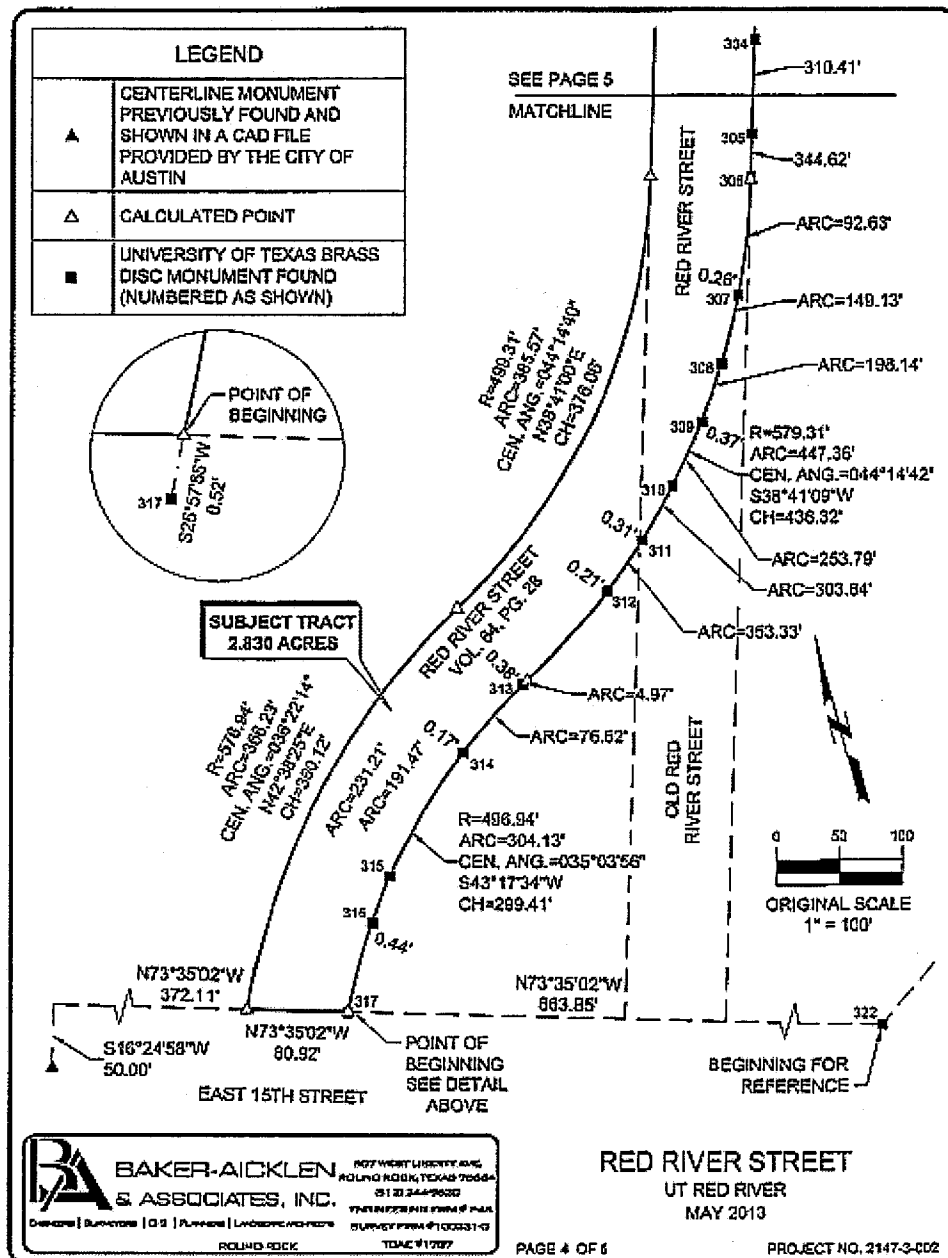 LEGEND
CENTERLINE MONUMENT
PREVIOUSLY FOUND AND
SHOWN IN A CAD FILE
PROVIDED BY THE CITY OF
AUSTIN
CALCULATED POINT
UNIVERSITY OF TEXAS BRASS
DISC MONUMENT FOUND
(NUMBERED AS SHOWN)
SEE PAGE 5
MATCHLINE
310.41'
305
344.62'
306
RED RIVER STREET
ARC=92.63'
0.26'
307
ARC=149.13'
308
ARC=198.14'
309
0.37'
R=579.31'
ARC=447.36'
CEN. ANG.=044°14'42"
S38°41'09"W
CH=436.32'
310
0.31'
311
ARC=253.79'
ARC=303.84'
0.21'
312
ARC=353.33'
R=499.31'
ARC=385.57'
CEN. ANG.=044°14'40"
N38°41'00"E
CH=376.06'
POINT OF
BEGINNING
317
0.52'
SUBJECT TRACT
2.830 ACRES
RED RIVER STREET
VOL. 64, PG. 28
0.38'
313
ARC=4.97'
ARC=76.62'
0.17'
314
OLD RED
RIVER STREET
ARC=366.23'
CEN. ANG.=036°22'14"
N42°38'25"E
CH=360.12'
ARC=231.21'
ARC=191.47'
R=496.94'
ARC=304.13'
CEN. ANG.=035°03'56"
S43°17'34"W
CH=299.41'
315
316
0.44'
0 50 100
ORIGINAL SCALE
1" = 100'
N73°35'02"W
372.11'
N73°35'02"W
863.85'
317
322
S16°24'58"W
50.00'
N73°35'02"W
80.92'
POINT OF
BEGINNING
SEE DETAIL
ABOVE
BEGINNING FOR
REFERENCE
EAST 15TH STREET
BAKER-AICKLEN
& ASSOCIATES, INC.
ROUND ROCK
RED RIVER STREET
UT RED RIVER
MAY 2013
PAGE 4 OF
PROJECT NO. 2147-3-002